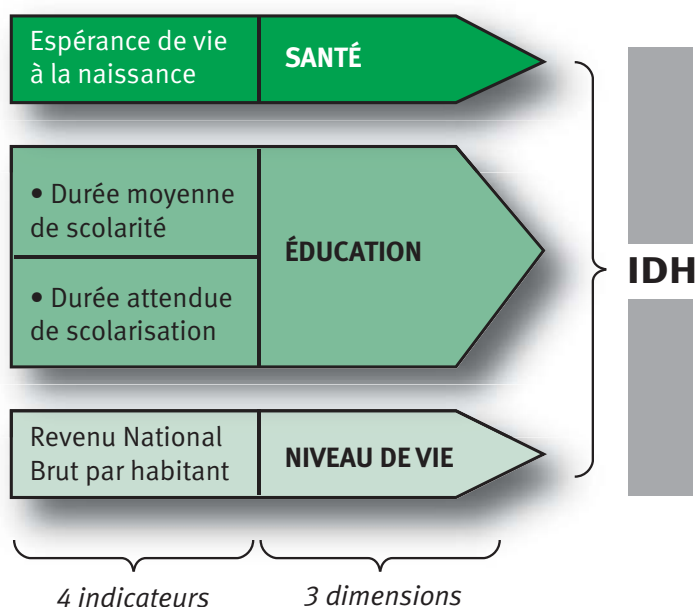 Espérance de vie
à la naissance
SANTÉ
• Durée moyenne
de scolarité
• Durée attendue
de scolarisation
ÉDUCATION
Revenu National
Brut par habitant
NIVEAU DE VIE
IDH
4 indicateurs
3 dimensions